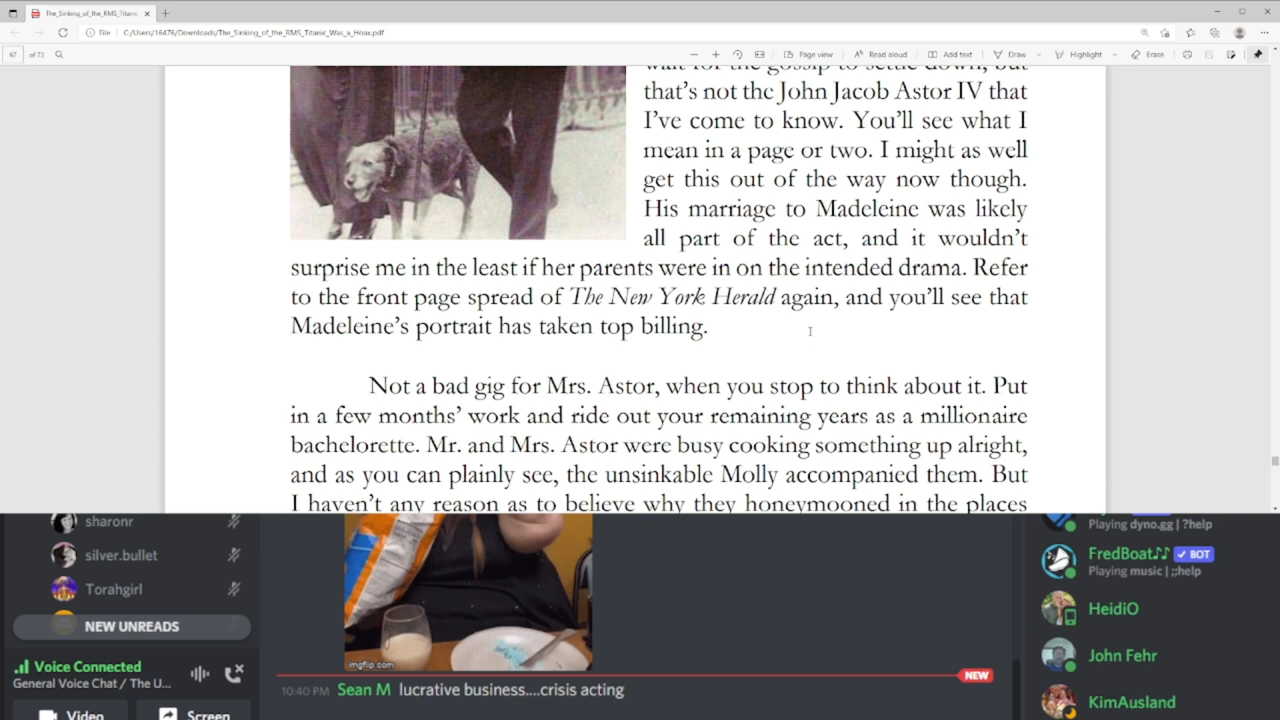 The_Sinking_of_the_RMS_Titanic_
File
C:/Users/16476/Downloads/The_Sinking_of_the_RMS_Titanic_Was_a_Hoax.pdf
67 of 73
Page view
Read aloud
Add text
Draw
Highlight
Erase
wait for the gossip to settle down, but
that's not the John Jacob Astor IV that
I've come to know. You'll see what I
mean in a page or two. I might as well
get this out of the way now though.
His marriage to Madeleine was likely
all part of the act, and it wouldn't
surprise me in the least if her parents were in on the intended drama. Refer
to the front page spread of The New York Herald again, and you'll see that
Madeleine's portrait has taken top billing.
Not a bad gig for Mrs. Astor, when you stop to think about it. Put
in a few months' work and ride out your remaining years as a millionaire
bachelorette. Mr. and Mrs. Astor were busy cooking something up alright,
and as you can plainly see, the unsinkable Molly accompanied them. But
I haven't any reason as to believe why they honeymooned in the places
sharonr
silver.bullet
Torahgirl
NEW UNREADS
Voice Connected
General Voice Chat / The U...
Video
Screen
imgflip.com
NEW
10:40 PM Sean M lucrative business....crisis acting
Playing dyno.gg | ?help
FredBoat♪♪ ✓ BOT
Playing music | ;;help
HeidiO
John Fehr
KimAusland